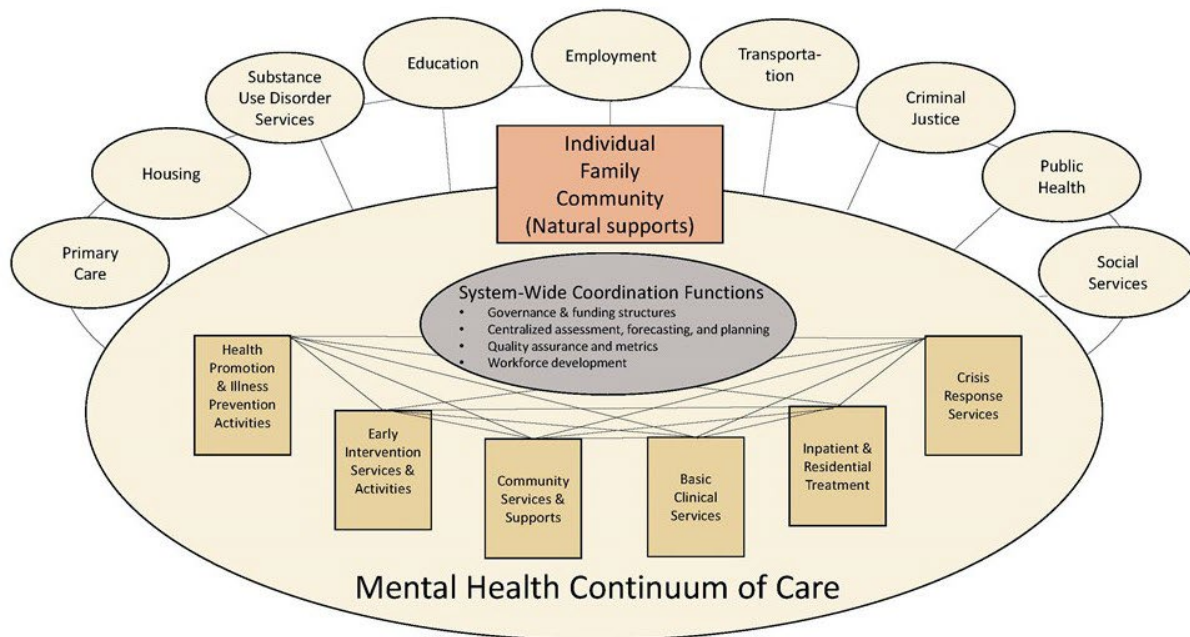 Primary
Care
Housing
Substance
Use Disorder
Services
Education
Employment
Transporta-
tion
Criminal
Justice
Public
Health
Social
Services
Individual
Family
Community
(Natural supports)
System-Wide Coordination Functions
• Governance & funding structures
• Centralized assessment, forecasting, and planning
• Quality assurance and metrics
• Workforce development
Health
Promotion
& Illness
Prevention
Activities
Early
Intervention
Services &
Activities
Community
Services &
Supports
Basic
Clinical
Services
Inpatient &
Residential
Treatment
Crisis
Response
Services
Mental Health Continuum of Care